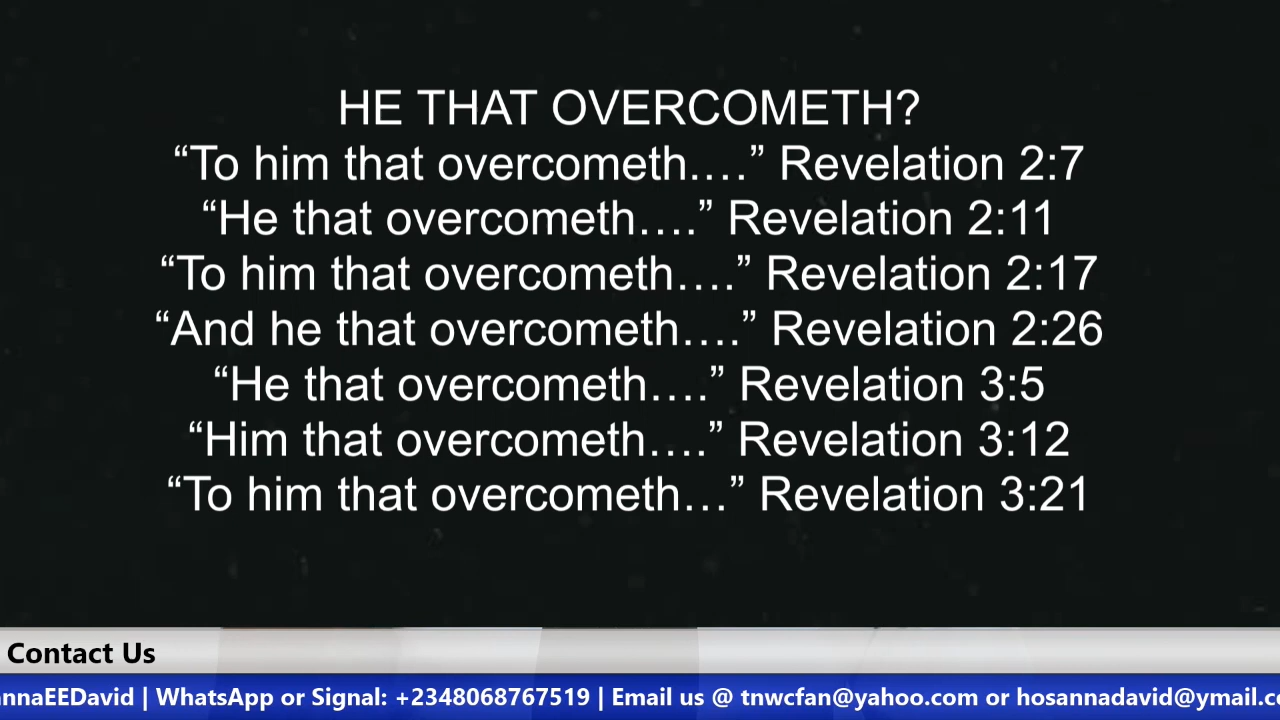 HE THAT OVERCOMETH?
“To him that overcometh….” Revelation 2:7
“He that overcometh….” Revelation 2:11
“To him that overcometh….” Revelation 2:17
“And he that overcometh….” Revelation 2:26
“He that overcometh….” Revelation 3:5
“Him that overcometh….” Revelation 3:12
“To him that overcometh…” Revelation 3:21
Contact Us
annaEEDavid | WhatsApp or Signal: +2348068767519 | Email us @ tnwcfan@yahoo.com or hosannadavid@ymail.c